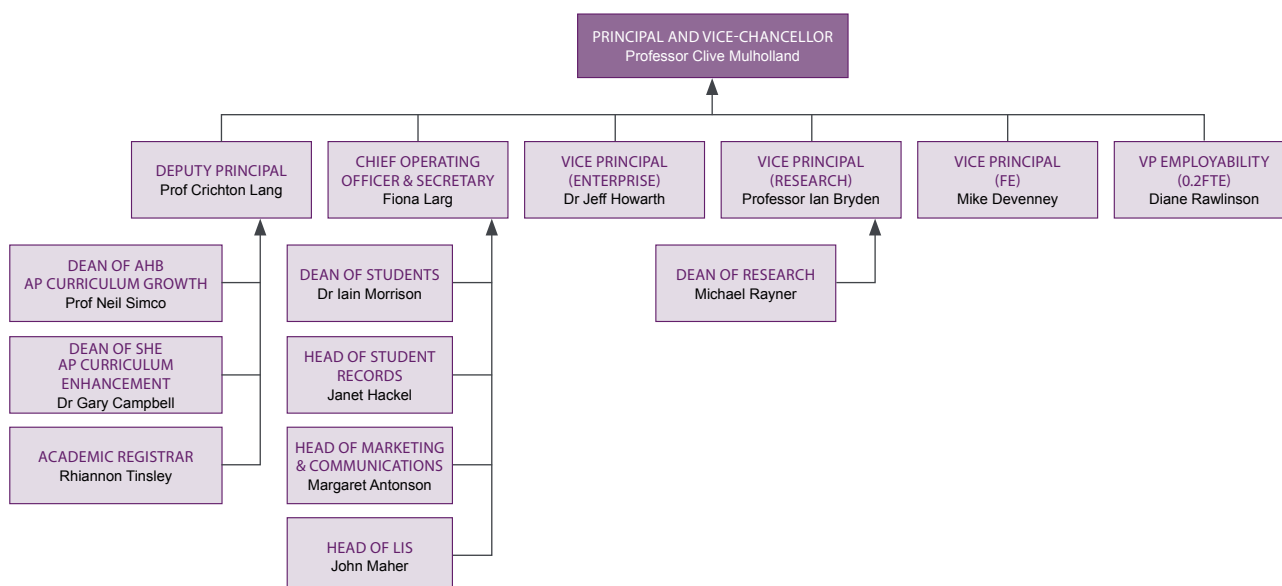 PRINCIPAL AND VICE-CHANCELLOR
Professor Clive Mulholland
DEPUTY PRINCIPAL
Prof Crichton Lang
CHIEF OPERATING
OFFICER & SECRETARY
Fiona Larg
VICE PRINCIPAL
(ENTERPRISE)
Dr Jeff Howarth
VICE PRINCIPAL
(RESEARCH)
Professor Ian Bryden
VICE PRINCIPAL
(FE)
Mike Devenney
VP EMPLOYABILITY
(0.2FTE)
Diane Rawlinson
DEAN OF AHB
AP CURRICULUM GROWTH
Prof Neil Simco
DEAN OF SHE
AP CURRICULUM
ENHANCEMENT
Dr Gary Campbell
ACADEMIC REGISTRAR
Rhiannon Tinsley
DEAN OF STUDENTS
Dr Iain Morrison
HEAD OF STUDENT
RECORDS
Janet Hackel
HEAD OF MARKETING
& COMMUNICATIONS
Margaret Antonson
HEAD OF LIS
John Maher
DEAN OF RESEARCH
Michael Rayner